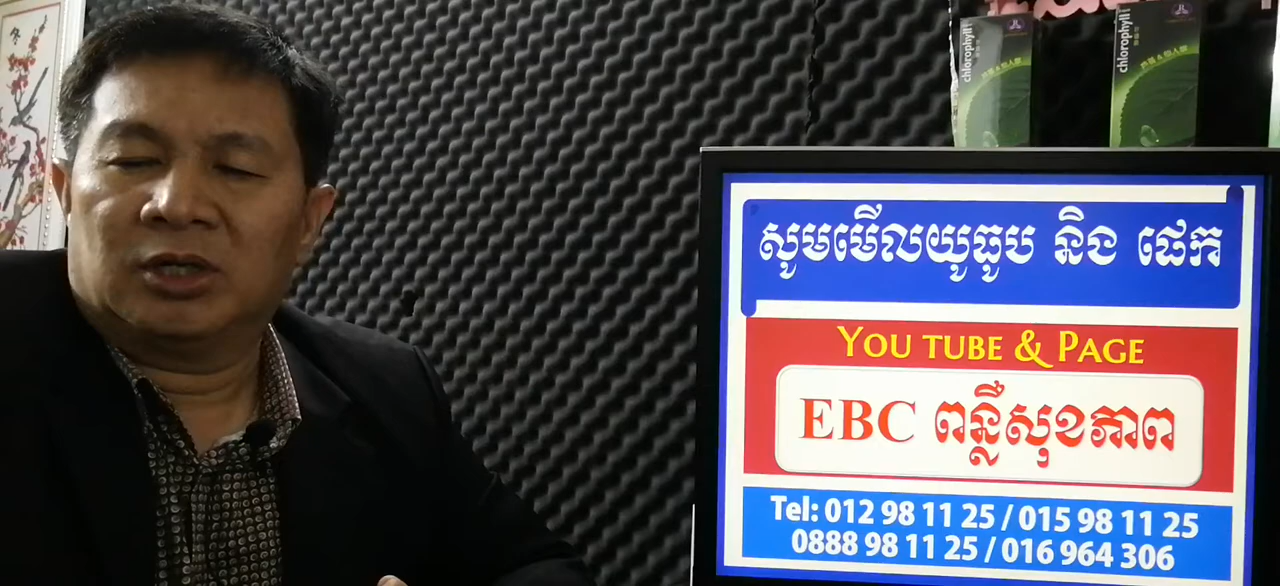 chlorophyll
chlorophyll
សូមមើលយូធូប និង ផេក
YOU TUBE & PAGE
EBC ពន្លឺសុខភាព
Tel: 012 98 11 25 / 015 98 11 25
0888 98 11 25 / 016 964 306